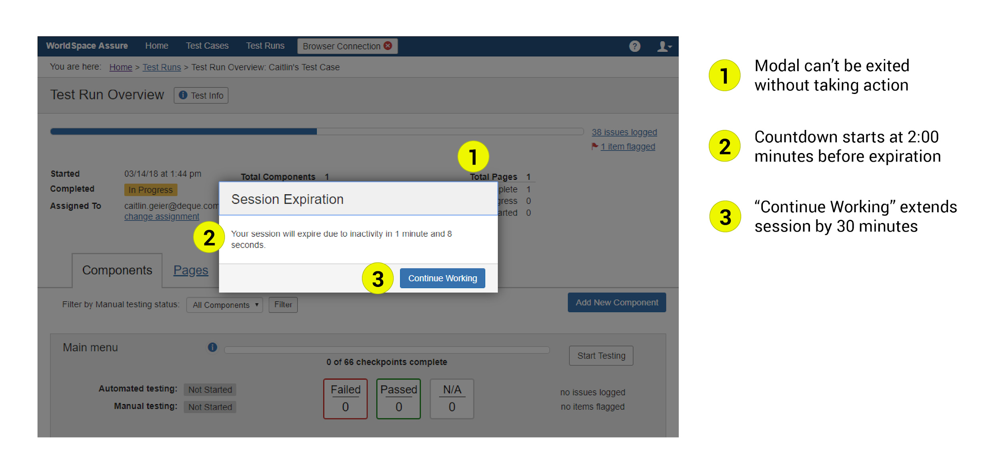 WorldSpace Assure Home Test Cases Test Runs Browser Connection
You are here: Home > Test Runs > Test Run Overview: Caitlin's Test Case
Test Run Overview Test Info
38 issues logged
1 item flagged
Started 03/14/18 at 1:44 pm
Completed In Progress
Assigned To caitlin.geier@deque.com
change assignment
Total Components 1
Total Pages 1
plete 1
gress 0
arted 0
1
Session Expiration
2
Your session will expire due to inactivity in 1 minute and 8
seconds.
3
Continue Working
Components Pages
Filter by Manual testing status: All Components Filter
Add New Component
Main menu
0 of 66 checkpoints complete
Start Testing
Automated testing: Not Started
Manual testing: Not Started
Failed
0
Passed
0
N/A
0
no issues logged
no items flagged
1 Modal can’t be exited
without taking action
2 Countdown starts at 2:00
minutes before expiration
3 “Continue Working” extends
session by 30 minutes